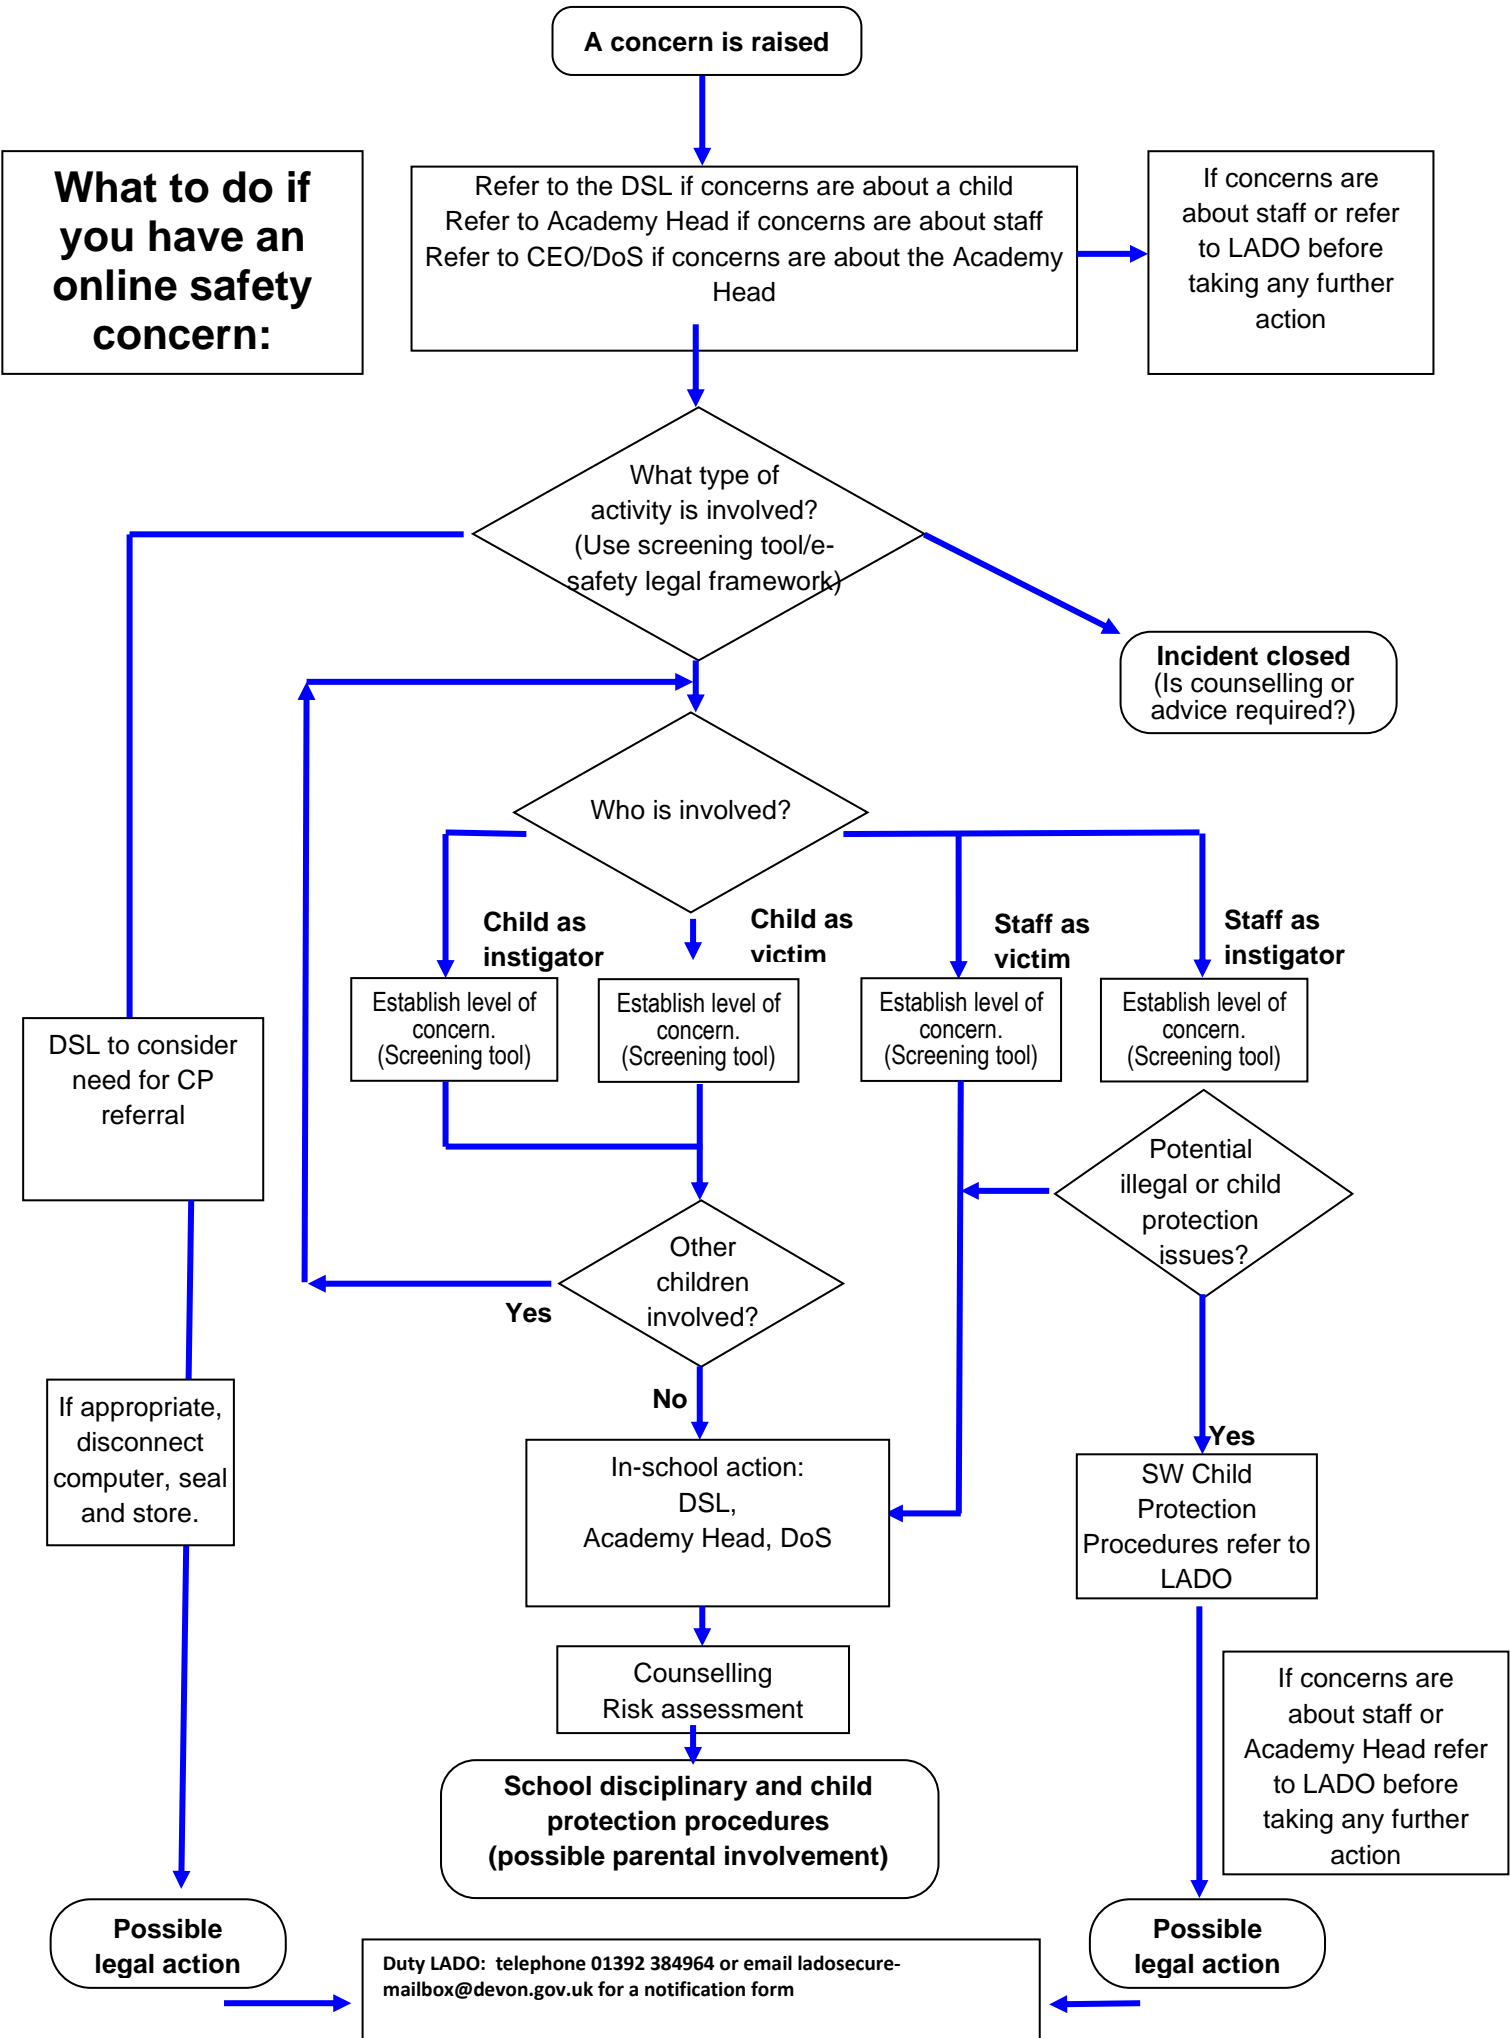 A concern is raised
What to do if
you have an
online safety
concern:
Refer to the DSL if concerns are about a child
Refer to Academy Head if concerns are about staff
Refer to CEO/DoS if concerns are about the Academy
Head
If concerns are
about staff or refer
to LADO before
taking any further
action
What type of
activity is involved?
(Use screening tool/e-
safety legal framework)
Incident closed
(Is counselling or
advice required?)
Who is involved?
Child as
instigator
Child as
victim
Staff as
victim
Staff as
instigator
Establish level of
concern.
(Screening tool)
Establish level of
concern.
(Screening tool)
Establish level of
concern.
(Screening tool)
Establish level of
concern.
(Screening tool)
DSL to consider
need for CP
referral
Potential
illegal or child
protection
issues?
Other
children
involved?
Yes
No
If appropriate,
disconnect
computer, seal
and store.
In-school action:
DSL,
Academy Head, DoS
Yes
SW Child
Protection
Procedures refer to
LADO
Counselling
Risk assessment
If concerns are
about staff or
Academy Head refer
to LADO before
taking any further
action
School disciplinary and child
protection procedures
(possible parental involvement)
Possible
legal action
Possible
legal action
Duty LADO: telephone 01392 384964 or email ladosecure-
mailbox@devon.gov.uk for a notification form